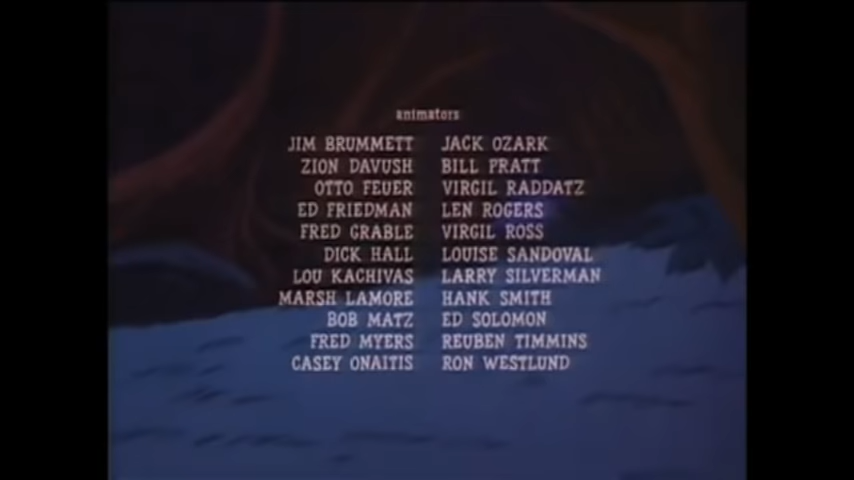 animators
JIM BRUMMETT JACK OZARK
ZION DAVUSH BILL PRATT
OTTO FEUER VIRGIL RADDATZ
ED FRIEDMAN LEN ROGERS
FRED GRABLE VIRGIL ROSS
DICK HALL LOUISE SANDOVAL
LOU KACHIVAS LARRY SILVERMAN
MARSH LAMORE HANK SMITH
BOB MATZ ED SOLOMON
FRED MYERS REUBEN TIMMINS
CASEY ONAITIS RON WESTLUND